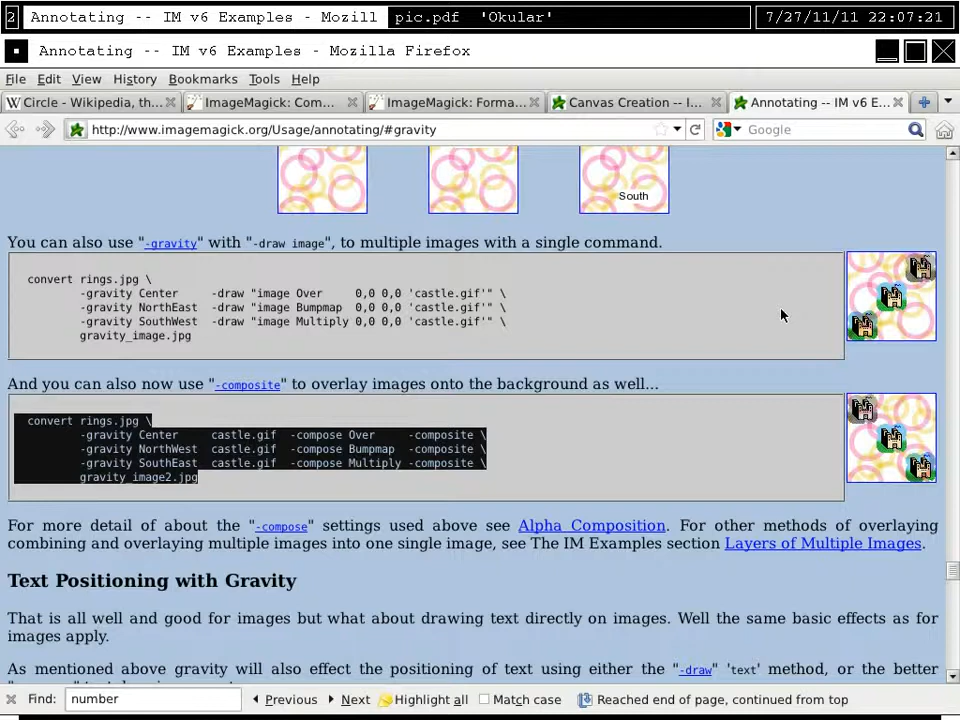 2 Annotating -- IM v6 Examples - Mozill pic.pdf 'Okular' 7/27/11/11 22:07:21
Annotating -- IM v6 Examples - Mozilla Firefox
File Edit View History Bookmarks Tools Help
Circle - Wikipedia, th... ImageMagick: Com... ImageMagick: Forma... Canvas Creation -- I... Annotating -- IM v6 E...
http://www.imagemagick.org/Usage/annotating/#gravity Google
South
You can also use "-gravity" with "-draw image", to multiple images with a single command.
convert rings.jpg \
-gravity Center -draw "image Over 0,0 0,0 'castle.gif'" \
-gravity NorthEast -draw "image Bumpmap 0,0 0,0 'castle.gif'" \
-gravity SouthWest -draw "image Multiply 0,0 0,0 'castle.gif'" \
gravity_image.jpg
And you can also now use "-composite" to overlay images onto the background as well...
convert rings.jpg \
-gravity Center castle.gif -compose Over -composite \
-gravity NorthWest castle.gif -compose Bumpmap -composite \
-gravity SouthEast castle.gif -compose Multiply -composite \
gravity_image2.jpg
For more detail of about the "-compose" settings used above see Alpha Composition. For other methods of overlaying
combining and overlaying multiple images into one single image, see The IM Examples section Layers of Multiple Images.
Text Positioning with Gravity
That is all well and good for images but what about drawing text directly on images. Well the same basic effects as for
images apply.
As mentioned above gravity will also effect the positioning of text using either the "-draw" 'text' method, or the better
Find: number Previous Next Highlight all Match case Reached end of page, continued from top